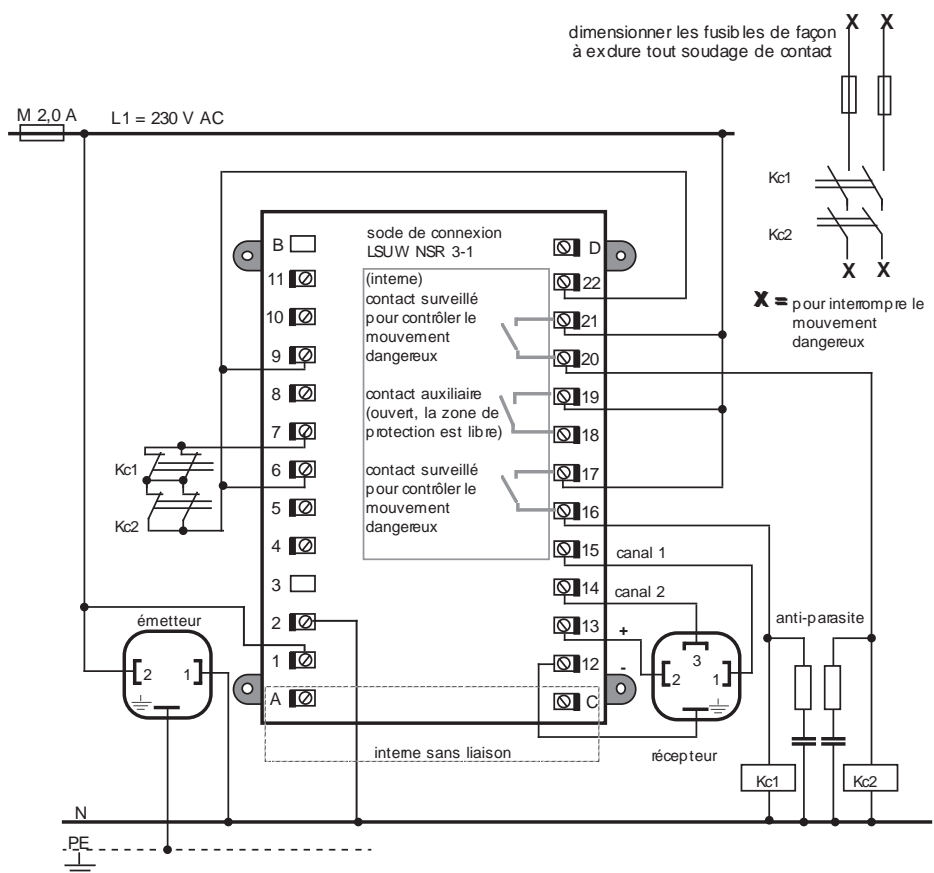 dimensionner les fusibles de façon
à exclure tout soudage de contact
X X
M 2,0 A
L1 = 230 V AC
Kc1
Kc2
X X
X = pour interrompre le
mouvement
dangereux
socle de connexion
LSUW NSR 3-1
B
11
10
9
8
7
6
5
4
3
2
1
A
(interne)
contact surveillé
pour contrôler le
mouvement
dangereux
contact auxiliaire
(ouvert, la zone de
protection est libre)
contact surveillé
pour contrôler le
mouvement
dangereux
D
22
21
20
19
18
17
16
15
14
13
12
C
Kc1
Kc2
canal 1
canal 2
+
-
émetteur
2 1
3
2 1
récepteur
anti-parasite
interne sans liaison
Kc1
Kc2
N
PE